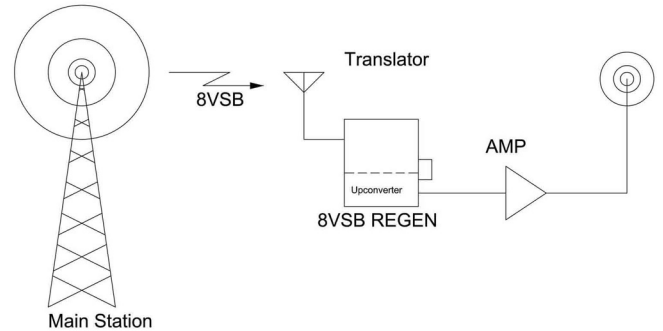 Translator
8VSB
AMP
Upconverter
8VSB REGEN
Main Station